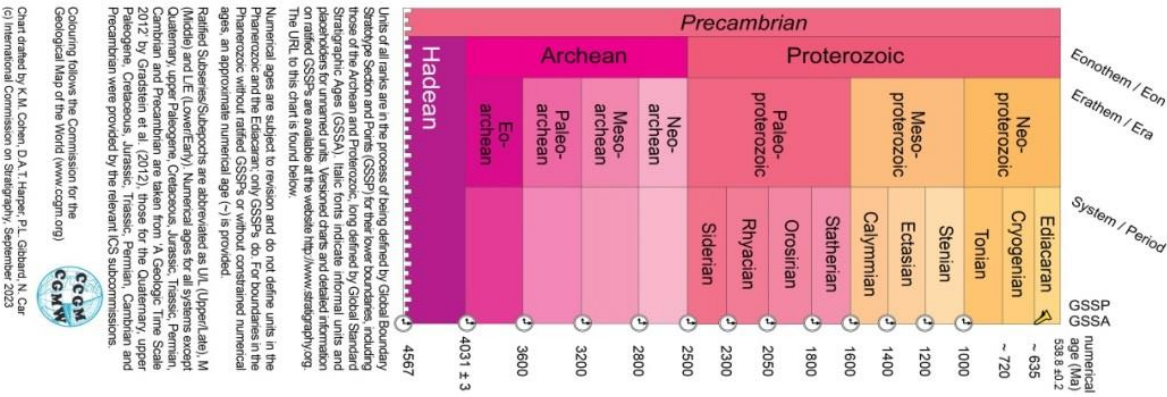 Eonothem / Eon
Erathem / Era
System / Period
GSSP
GSSA
numerical
age (Ma)
Precambrian
Proterozoic
Archean
Hadean
Neo-
proterozoic
Meso-
proterozoic
Paleo-
proterozoic
Neo-
archean
Meso-
archean
Paleo-
archean
Eo-
archean
Ediacaran
Cryogenian
Tonian
Stenian
Ectasian
Calymmian
Statherian
Orosirian
Rhyacian
Siderian
538.8 ±0.2
~ 635
~ 720
1000
1200
1400
1600
1800
2050
2300
2500
2800
3200
3600
4031 ± 3
4567
Units of all ranks are in the process of being defined by Global Boundary
Stratotype Section and Points (GSSP) for their lower boundaries, including
those of the Archean and Proterozoic, long defined by Global Standard
Stratigraphic Ages (GSSA). Italic fonts indicate informal units and
placeholders for unnamed units. Versioned charts and detailed information
on ratified GSSPs are available at the website http://www.stratigraphy.org.
The URL to this chart is found below.
Numerical ages are subject to revision and do not define units in the
Phanerozoic and the Ediacaran; only GSSPs do. For boundaries in the
Phanerozoic without ratified GSSPs or without constrained numerical
ages, an approximate numerical age (~) is provided.
Ratified Subseries/Subepochs are abbreviated as U/L (Upper/Late), M
(Middle) and L/E (Lower/Early). Numerical ages for all systems except
Quaternary, upper Paleogene, Cretaceous, Jurassic, Triassic, Permian,
Cambrian and Precambrian are taken from 'A Geologic Time Scale
2012' by Gradstein et al. (2012), those for the Quaternary, upper
Paleogene, Cretaceous, Jurassic, Triassic, Permian, Cambrian and
Precambrian were provided by the relevant ICS subcommissions.
Colouring follows the Commission for the
Geological Map of the World (www.ccgm.org)
CCGM
CGMW
Chart drafted by K.M. Cohen, D.A.T. Harper, P.L. Gibbard, N. Car
(c) International Commission on Stratigraphy, September 2023